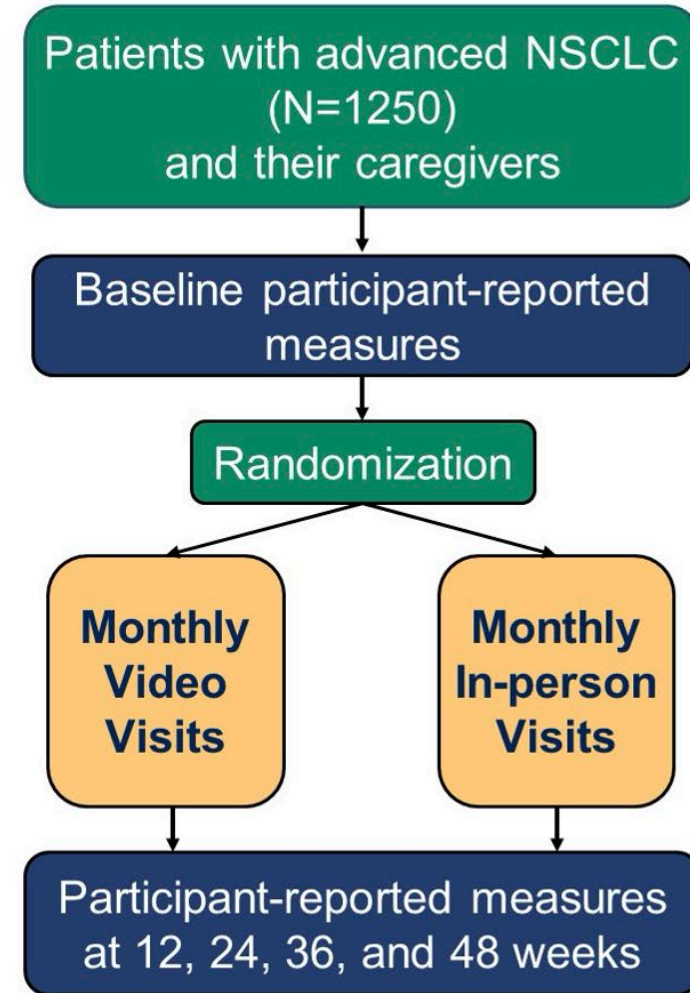 Patients with advanced NSCLC
(N=1250)
and their caregivers
Baseline participant-reported
measures
Randomization
Monthly
Video
Visits
Monthly
In-person
Visits
Participant-reported measures
at 12, 24, 36, and 48 weeks